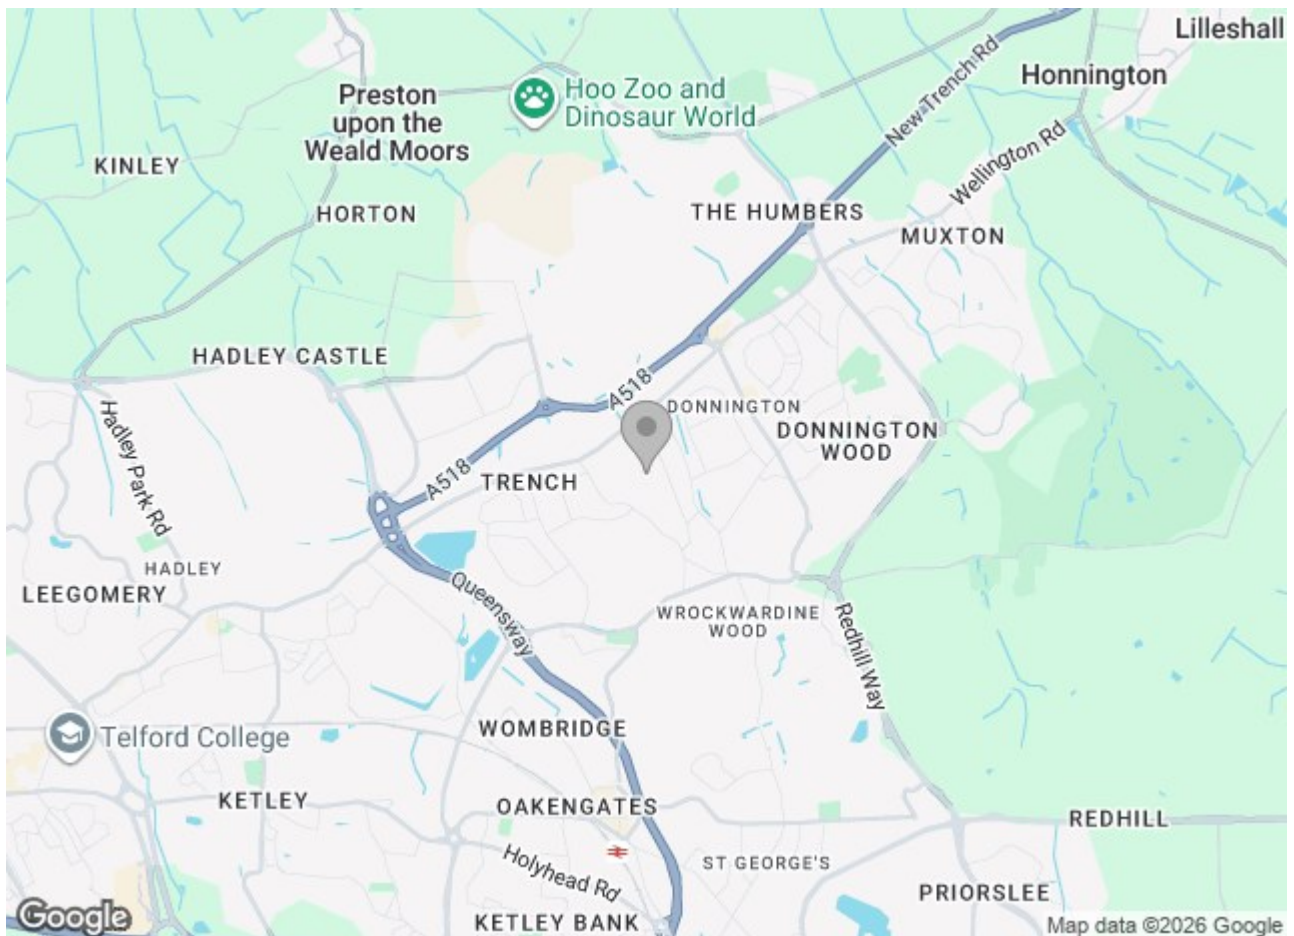 Lilleshall
Honnington
New Trench Rd
Hoo Zoo and
Dinosaur World
Preston
upon the
Weald Moors
KINLEY
Wellington Rd
HORTON
THE HUMBERS
MUXTON
HADLEY CASTLE
A518
DONNINGTON
Hadley Park Rd
DONNINGTON
WOOD
A518
TRENCH
HADLEY
LEEGOMERY
Queensway
WROCKWARDINE
WOOD
Redhill Way
WOMBRIDGE
Telford College
KETLEY
OAKENGATES
REDHILL
Holyhead Rd
ST GEORGE'S
PRIORSLEE
KETLEY BANK
Google
Map data ©2026 Google